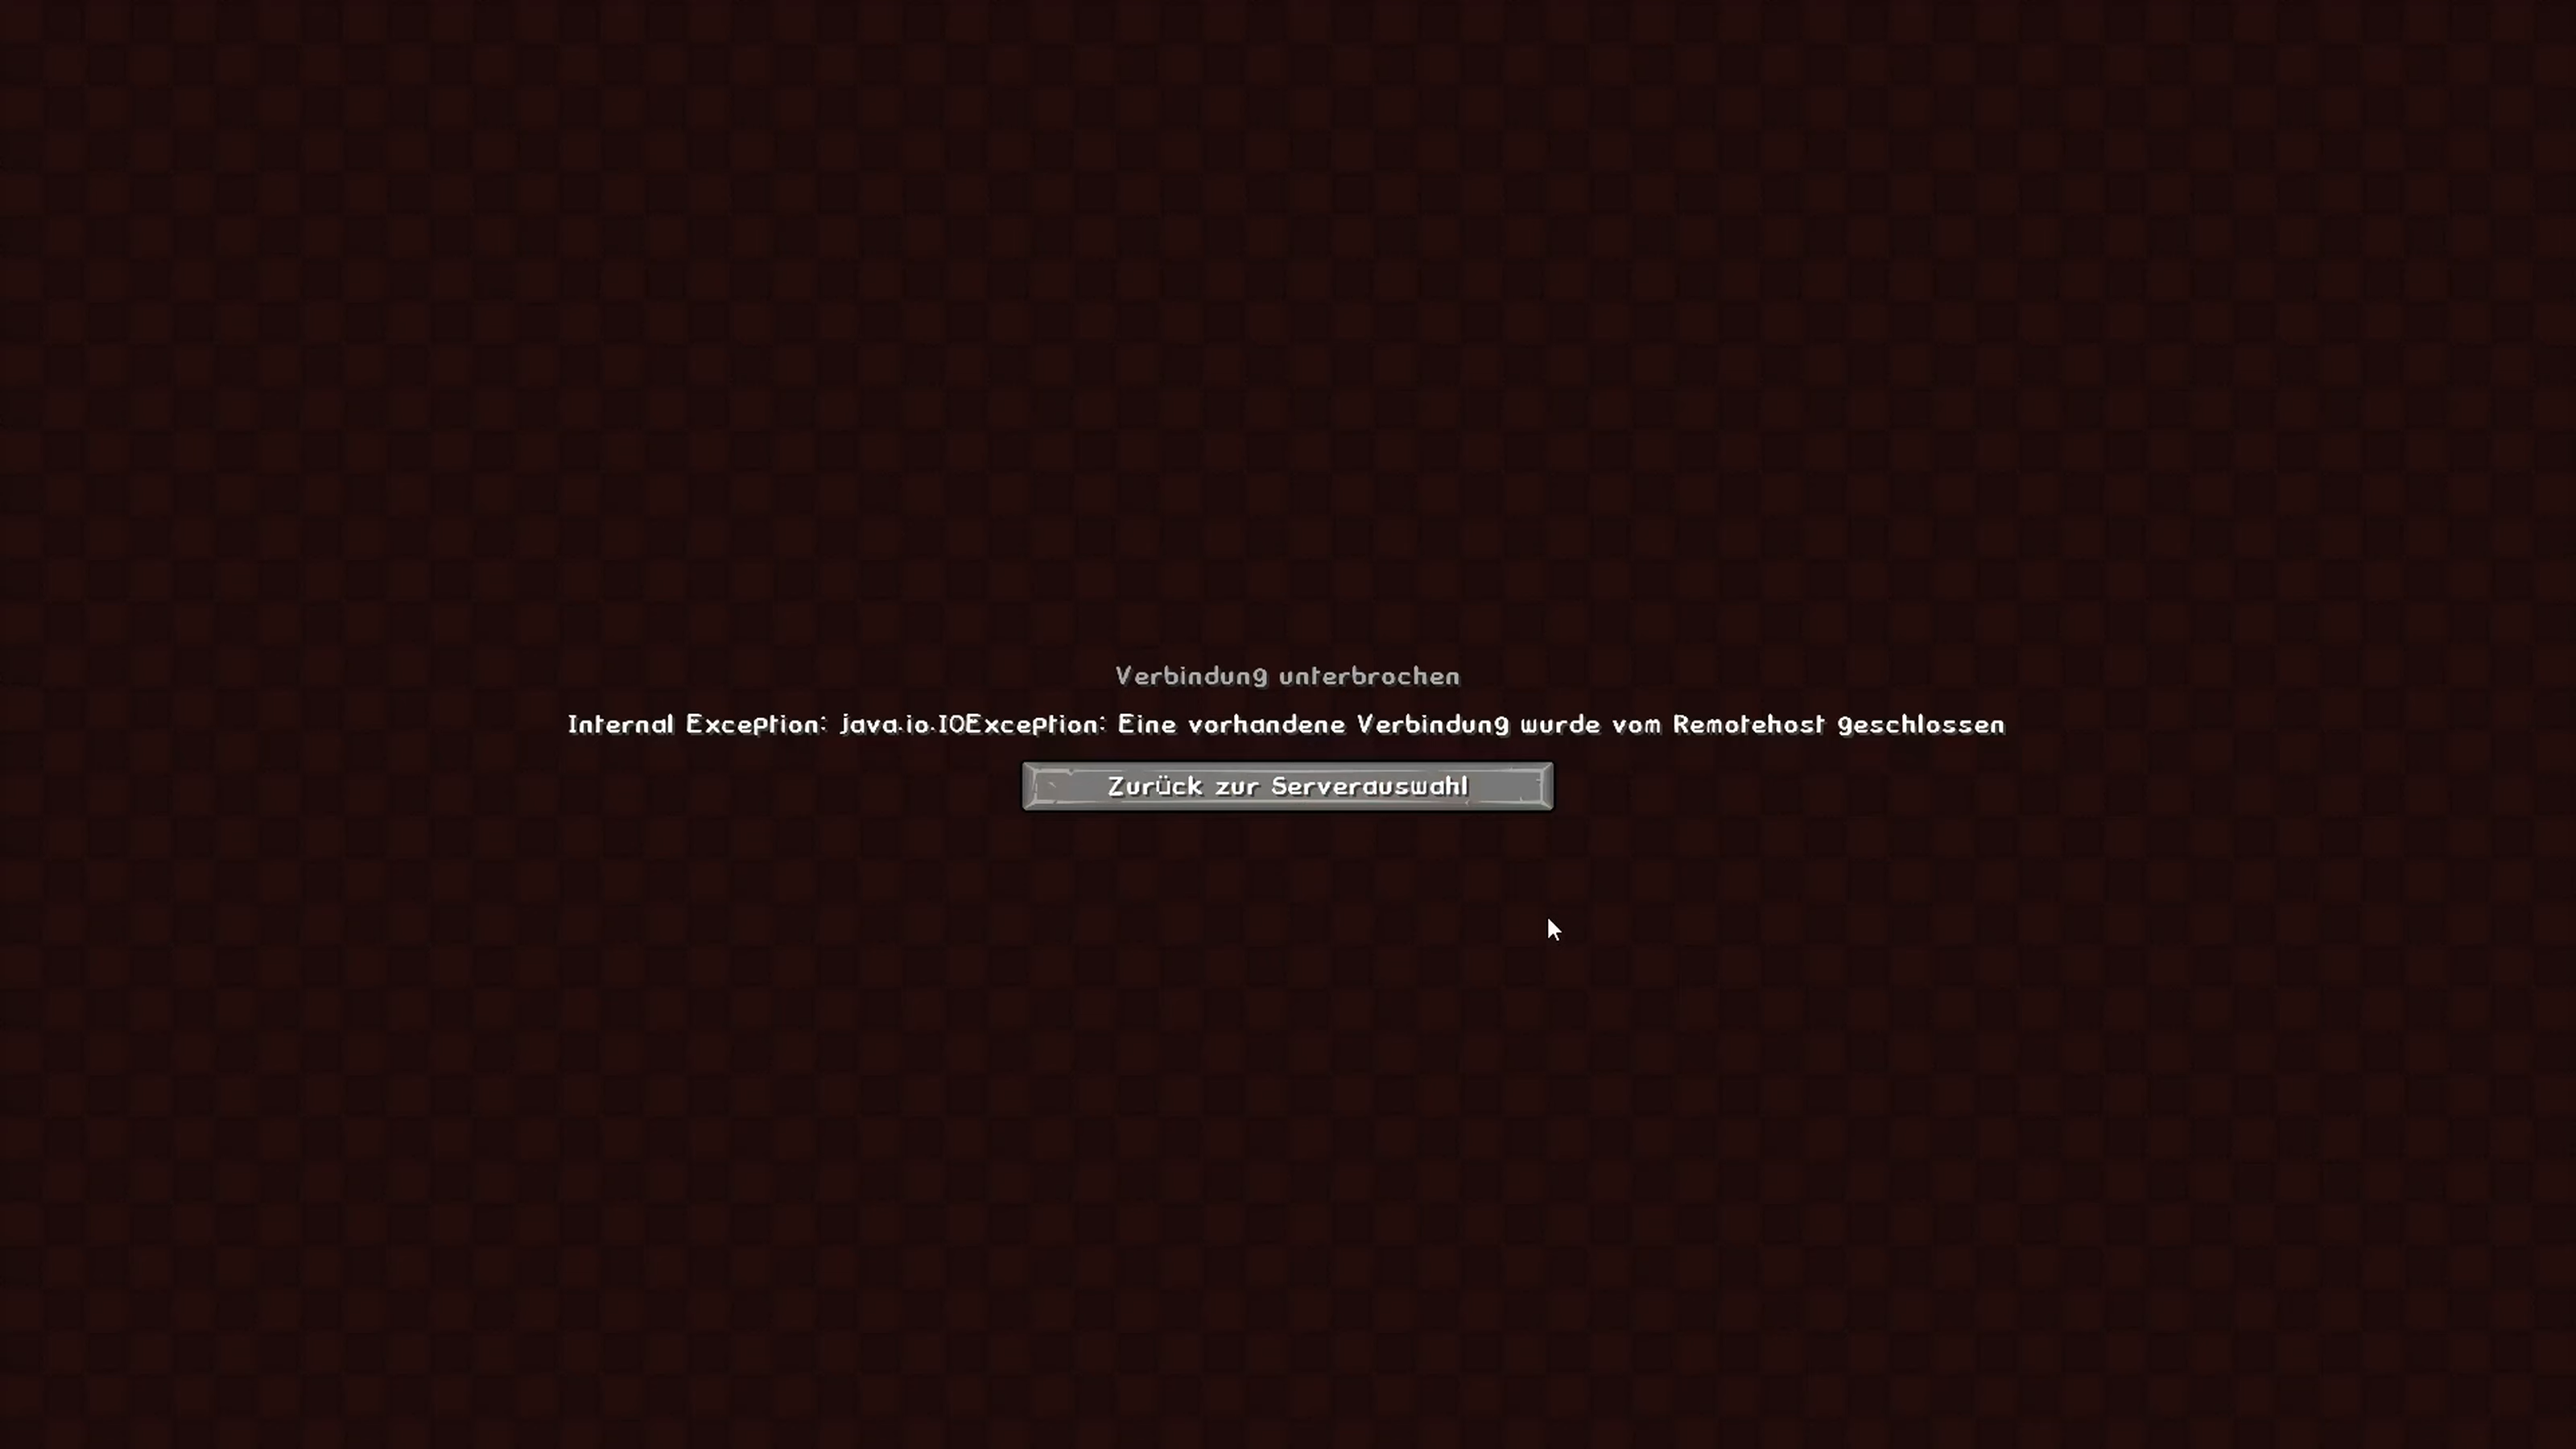 Verbindung unterbrochen
Internal Exception: java.io.IOException: Eine vorhandene Verbindung wurde vom Remotehost geschlossen
Zurück zur Serverauswahl